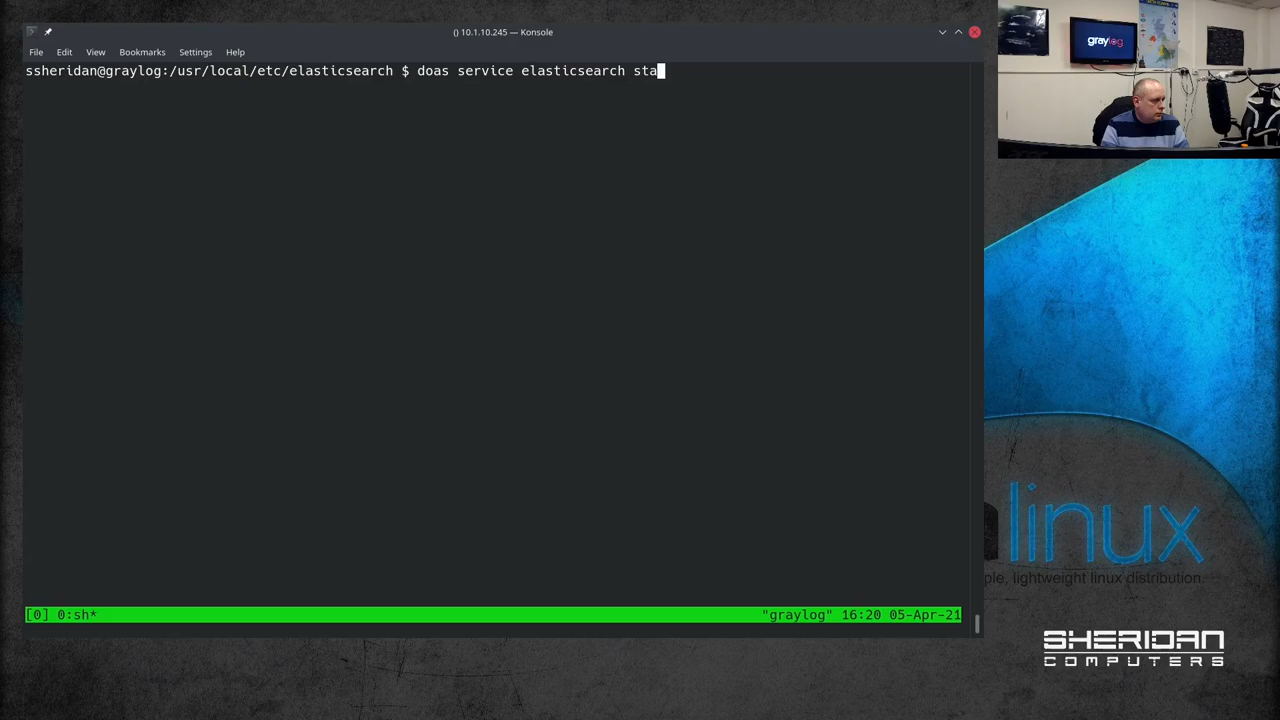 () 10.1.10.245 — Konsole
File Edit View Bookmarks Settings Help
ssheridan@graylog:/usr/local/etc/elasticsearch $ doas service elasticsearch sta
[0] 0:sh* "graylog" 16:20 05-Apr-21
graylog
linux
ple, lightweight linux distribution.
SHERIDAN
COMPUTERS